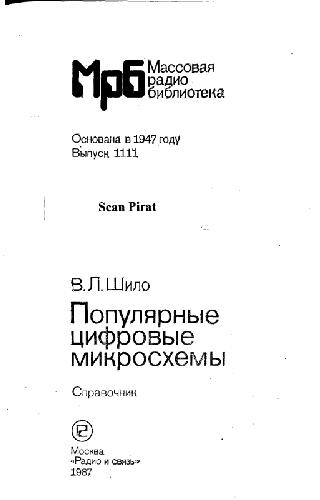 Мрб Массовая
радио
библиотека
Основана в 1947 году
Выпуск 1111
Scan Pirat
В.Л.Шило
Популярные
цифровые
микросхемы
Справочник
Москва
«Радио и связь»
1987